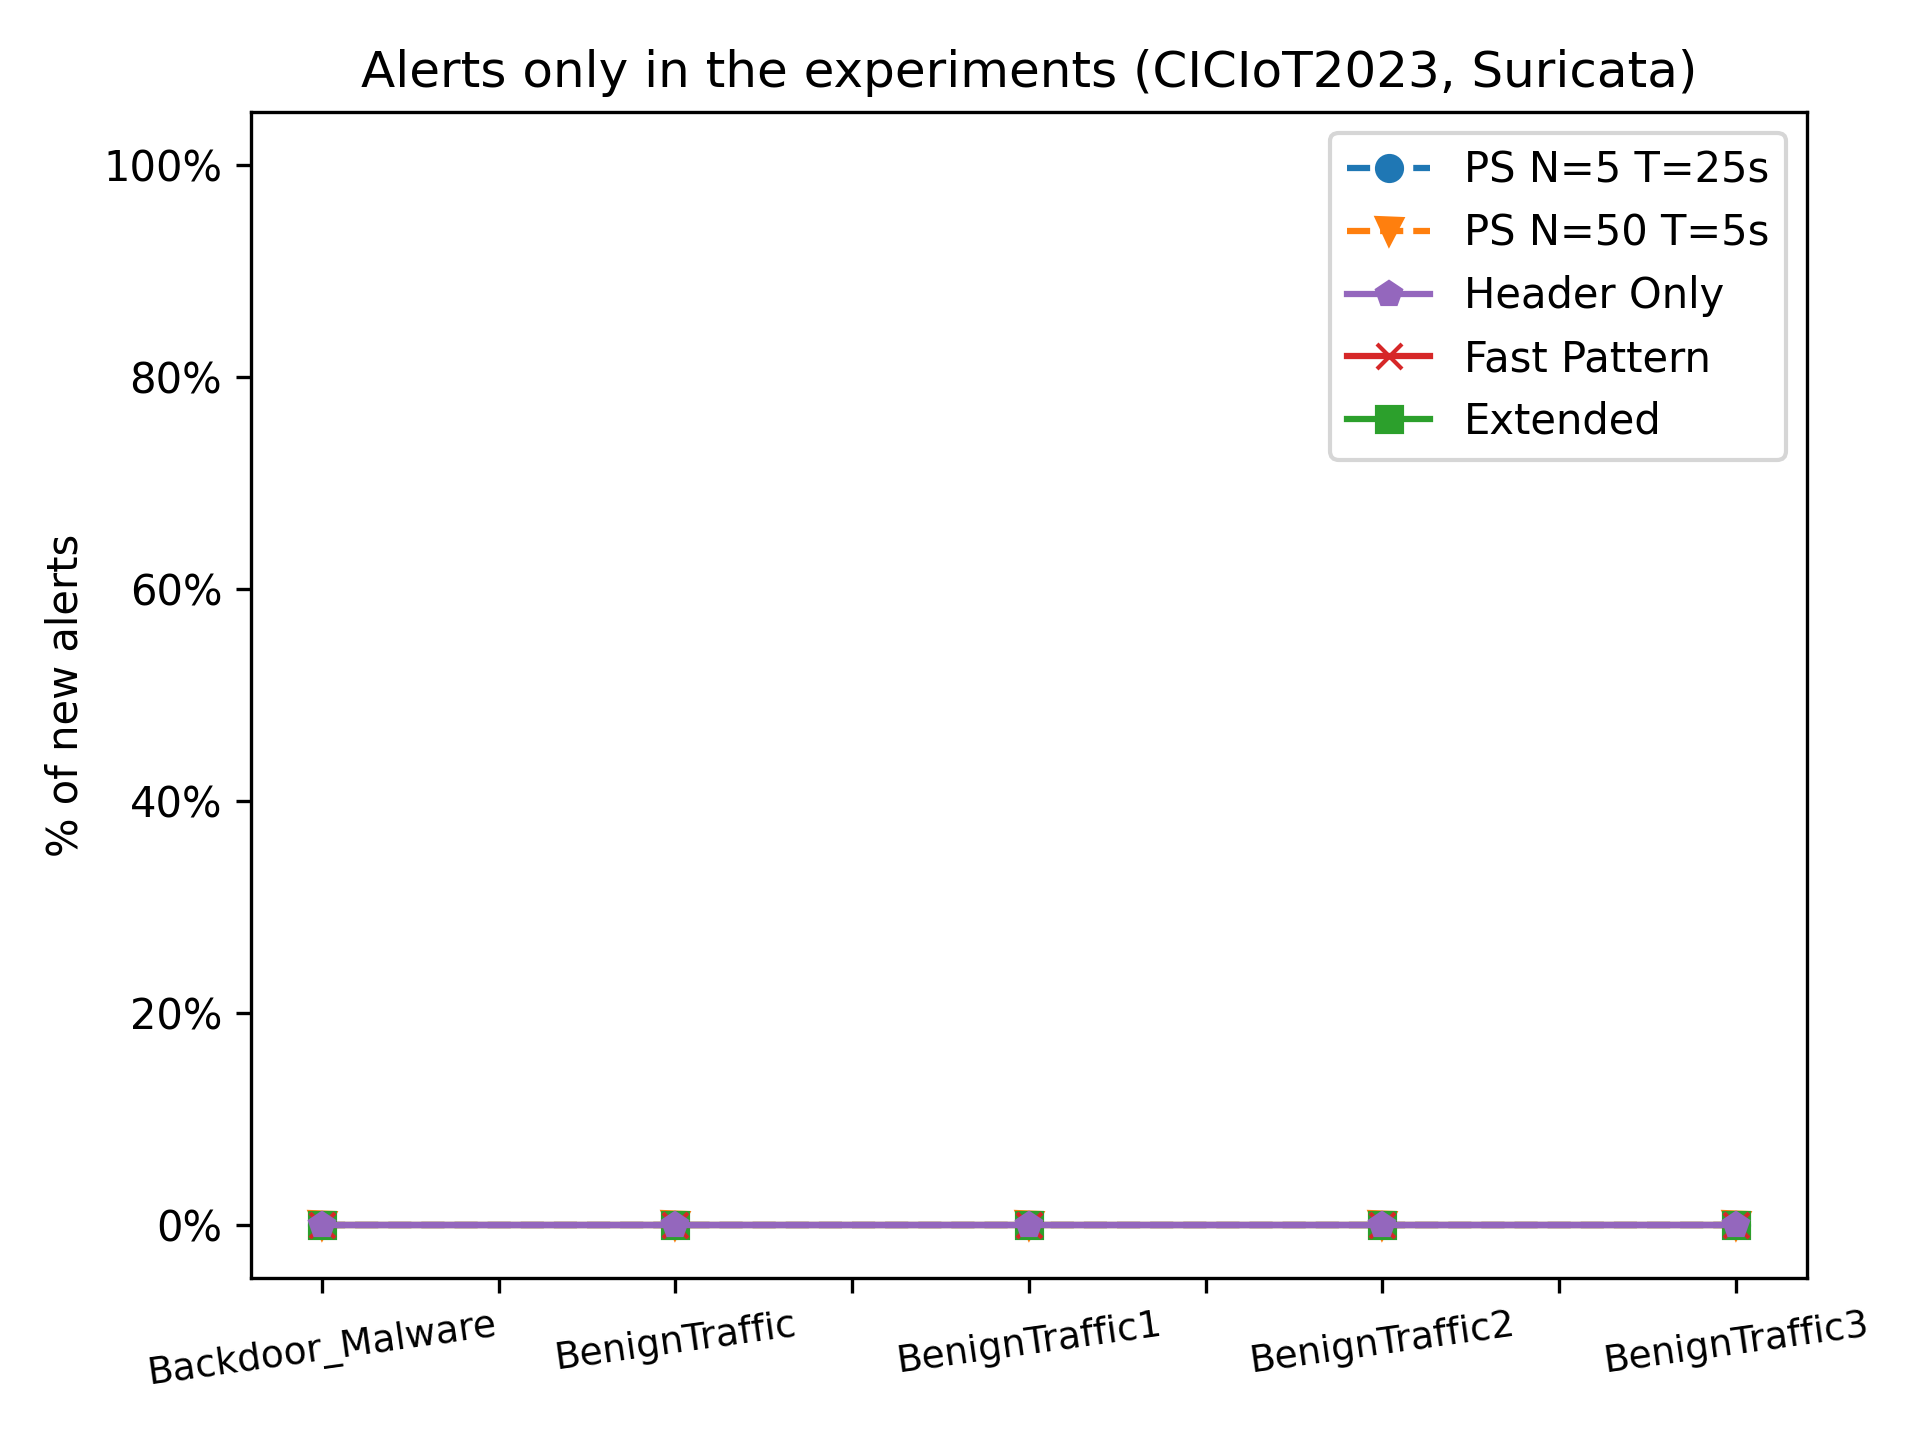 Alerts only in the experiments (CICIoT2023, Suricata)
PS N=5 T=25s
PS N=50 T=5s
Header Only
Fast Pattern
Extended
% of new alerts
100%
80%
60%
40%
20%
0%
Backdoor_Malware
BenignTraffic
BenignTraffic1
BenignTraffic2
BenignTraffic3